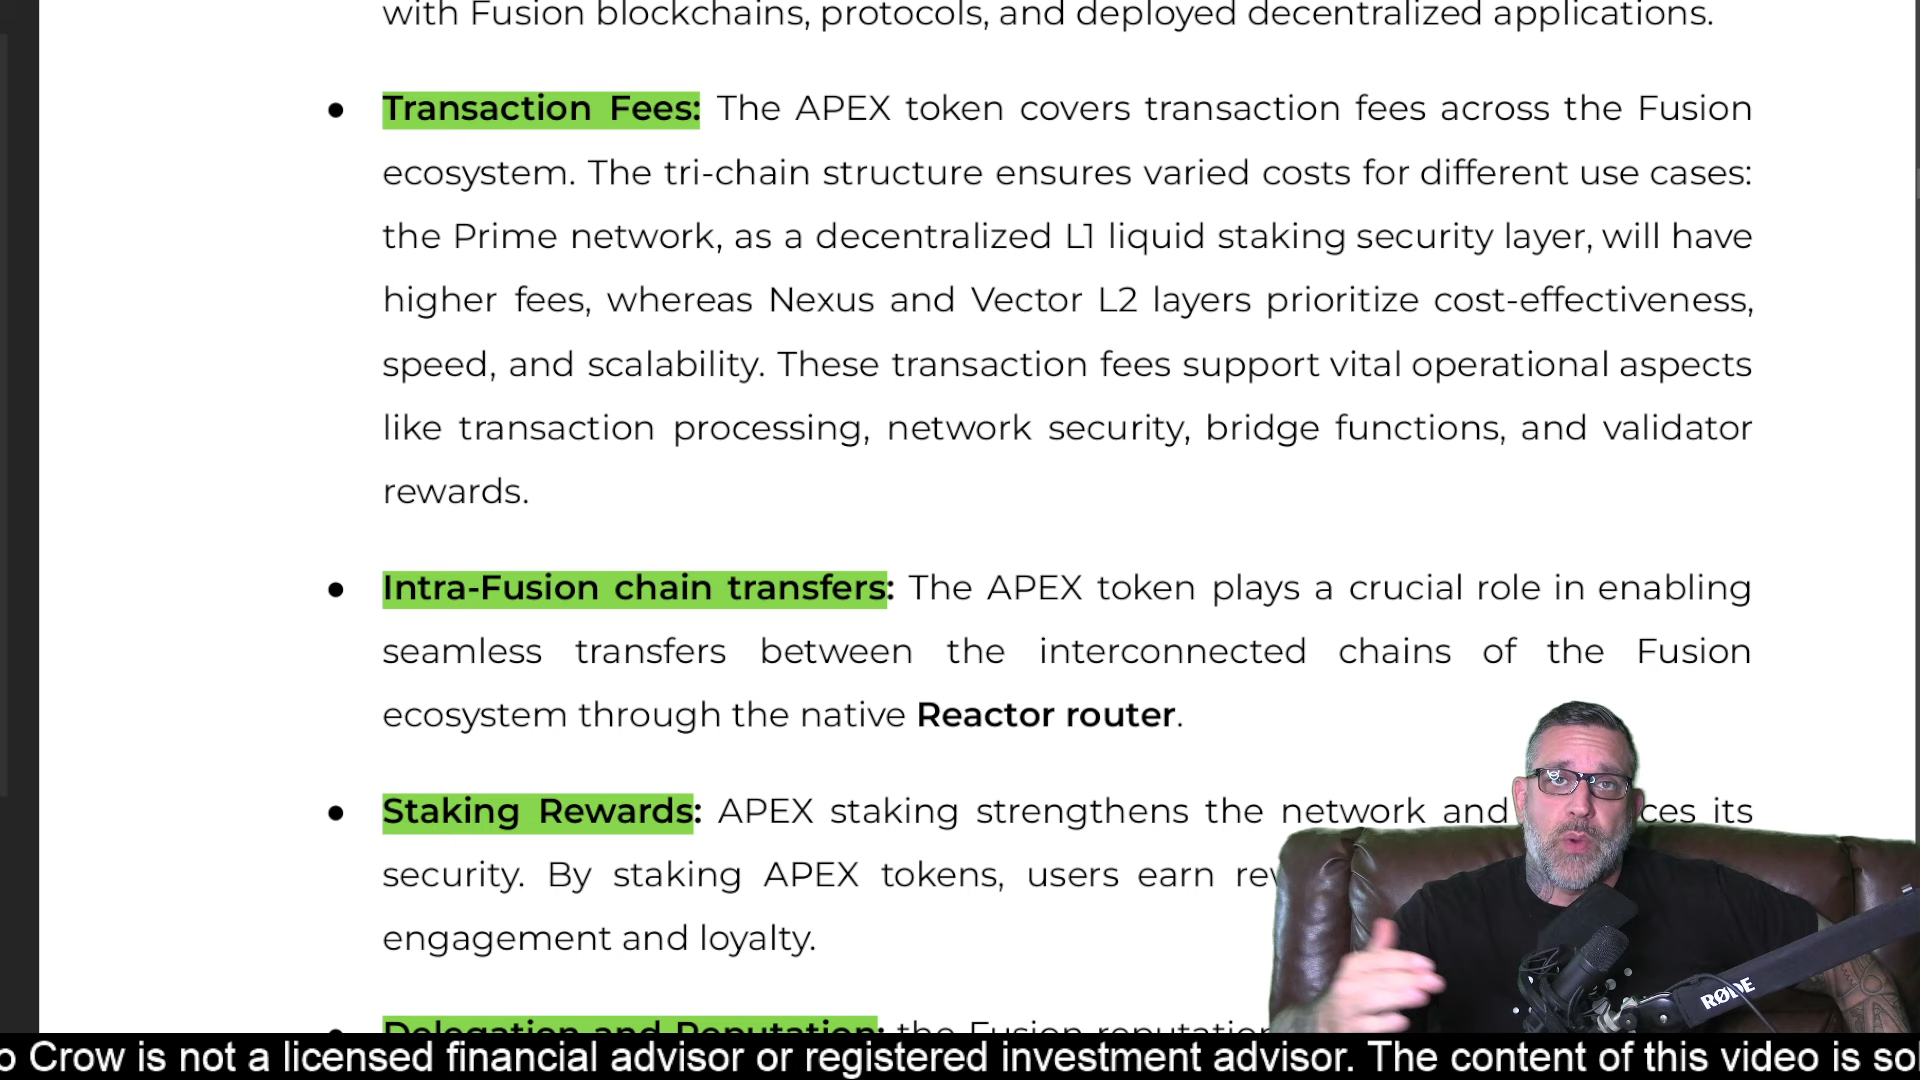 with Fusion blockchains, protocols, and deployed decentralized applications.
● Transaction Fees: The APEX token covers transaction fees across the Fusion
ecosystem. The tri-chain structure ensures varied costs for different use cases:
the Prime network, as a decentralized L1 liquid staking security layer, will have
higher fees, whereas Nexus and Vector L2 layers prioritize cost-effectiveness,
speed, and scalability. These transaction fees support vital operational aspects
like transaction processing, network security, bridge functions, and validator
rewards.
● Intra-Fusion chain transfers: The APEX token plays a crucial role in enabling
seamless transfers between the interconnected chains of the Fusion
ecosystem through the native Reactor router.
● Staking Rewards: APEX staking strengthens the network and its
security. By staking APEX tokens, users earn
engagement and loyalty.
Delegation and Reputation: the Fusion
RØDE
Crow is not a licensed financial advisor or registered investment advisor. The content of this video is